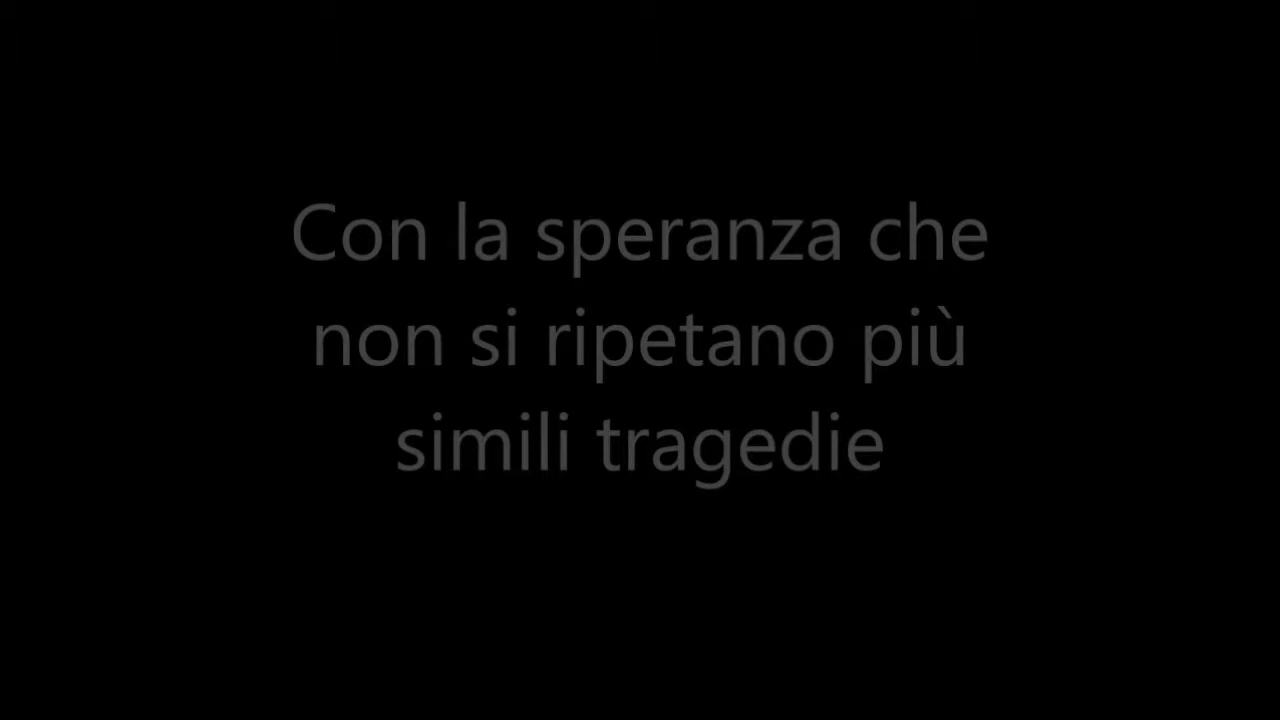 Con la speranza che
non si ripetano più
simili tragedie